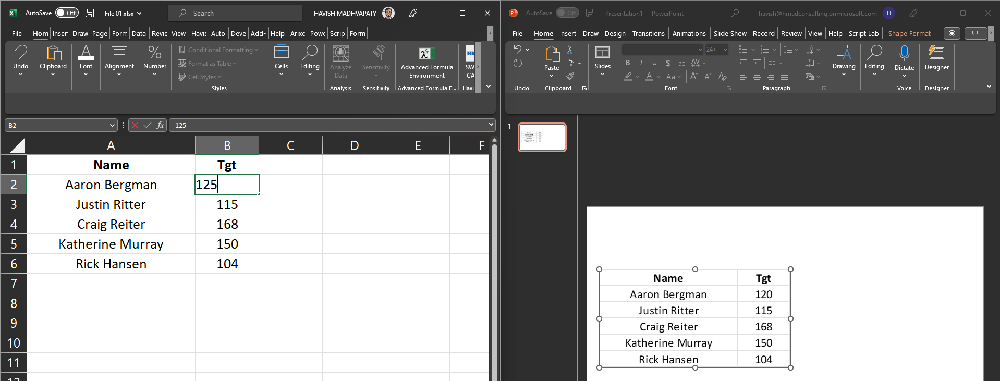 AutoSave Off File 01.xlsx Search HAVISH MADHVAPATY
File Hom Inser Draw Page Form Data Revie View Havis Auto Deve Add- Help Arixc Powe Scrip Form
Undo Clipboard Font Alignment Number
Conditional Formatting
Format as Table
Cell Styles
Styles
Cells Editing
Analyze Data
Analysis
Sensitivity
Sensitivity
Advanced Formula Environment
Advanced Formula E...
SW
CA
Havi
B2 fx 125
A B C D E F
1 Name Tgt
2 Aaron Bergman 125
3 Justin Ritter 115
4 Craig Reiter 168
5 Katherine Murray 150
6 Rick Hansen 104
7
8
9
10
11
AutoSave Off Presentation1 - PowerPoint havish@hmadconsulting.onmicrosoft.com H
File Home Insert Draw Design Transitions Animations Slide Show Record Review View Help Script Lab Shape Format
Undo
Paste
Clipboard
Slides
24+
B I U S ab AV
A Aa A A A
Font
Paragraph
Drawing
Editing
Dictate
Voice
Designer
Designer
1
Name Tgt
Aaron Bergman 120
Justin Ritter 115
Craig Reiter 168
Katherine Murray 150
Rick Hansen 104